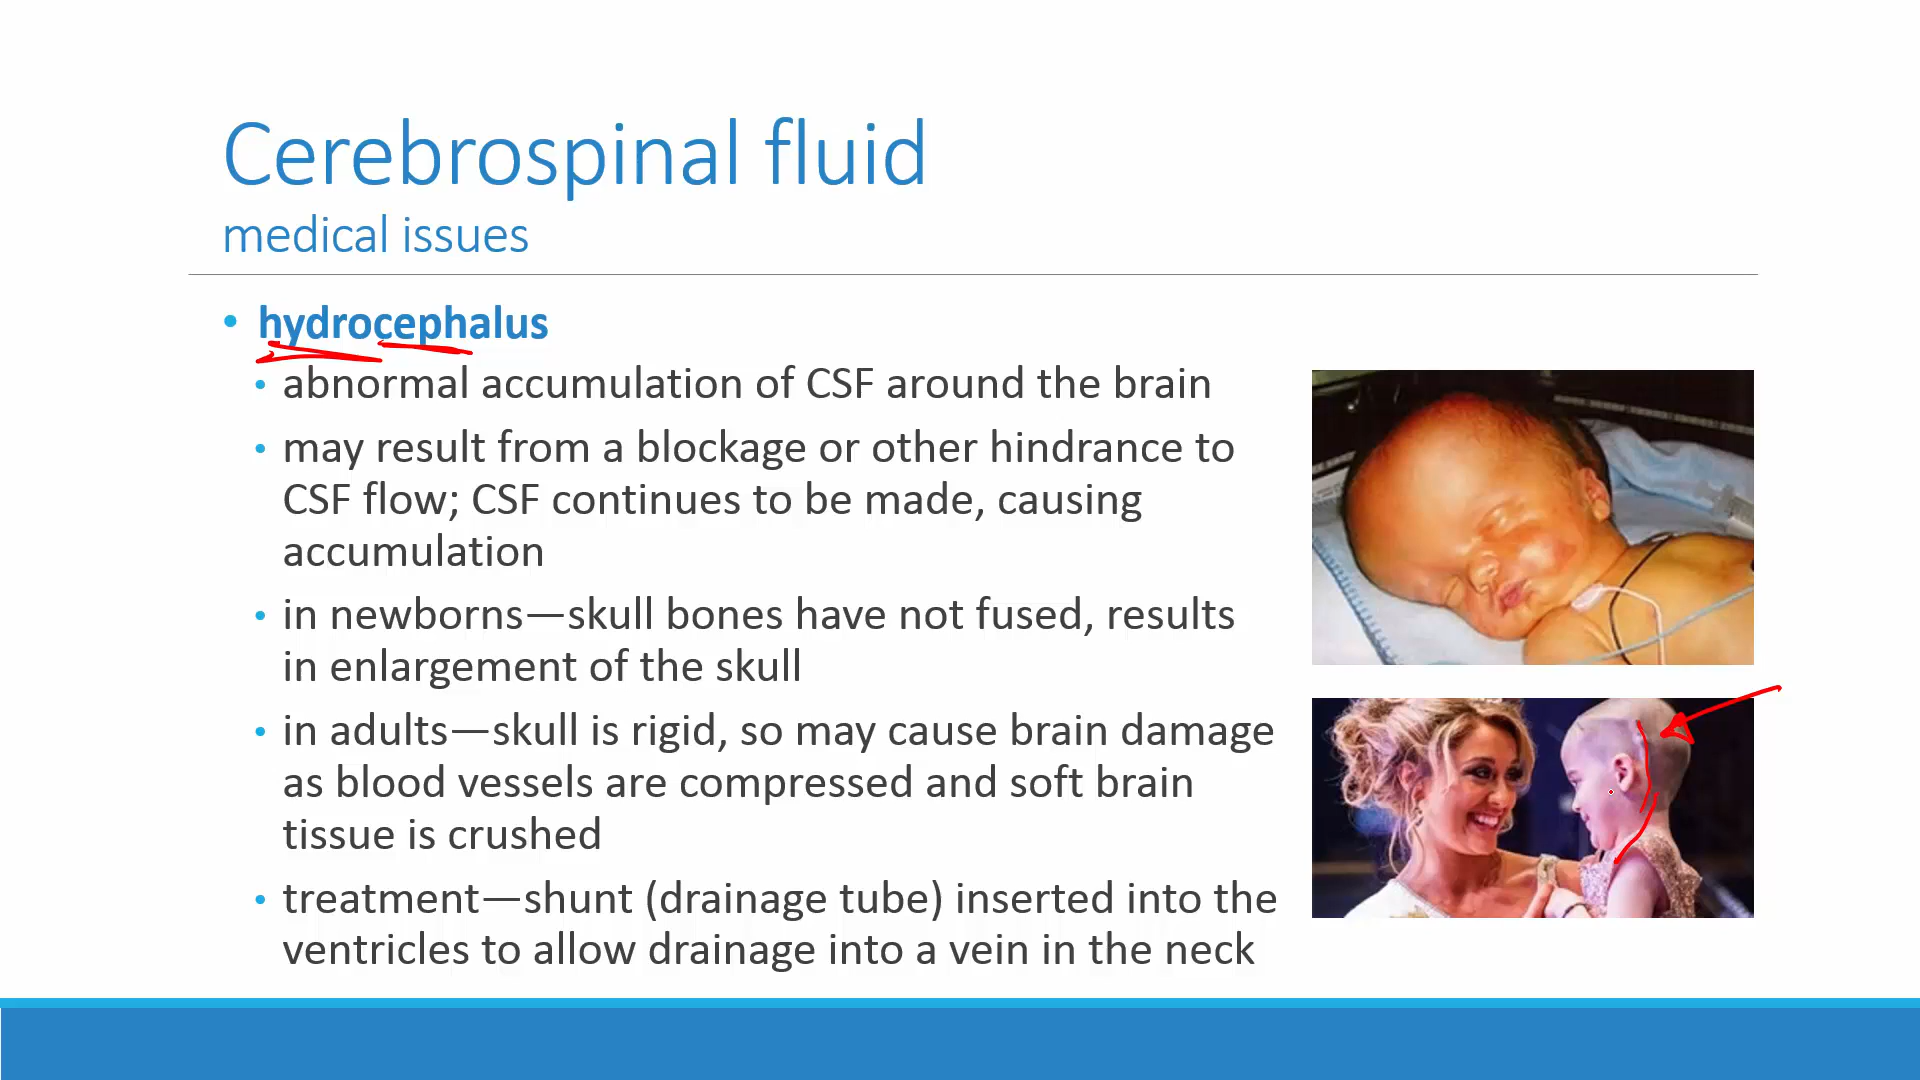 Cerebrospinal fluid
medical issues
• hydrocephalus
• abnormal accumulation of CSF around the brain
• may result from a blockage or other hindrance to
CSF flow; CSF continues to be made, causing
accumulation
• in newborns—skull bones have not fused, results
in enlargement of the skull
• in adults—skull is rigid, so may cause brain damage
as blood vessels are compressed and soft brain
tissue is crushed
• treatment—shunt (drainage tube) inserted into the
ventricles to allow drainage into a vein in the neck